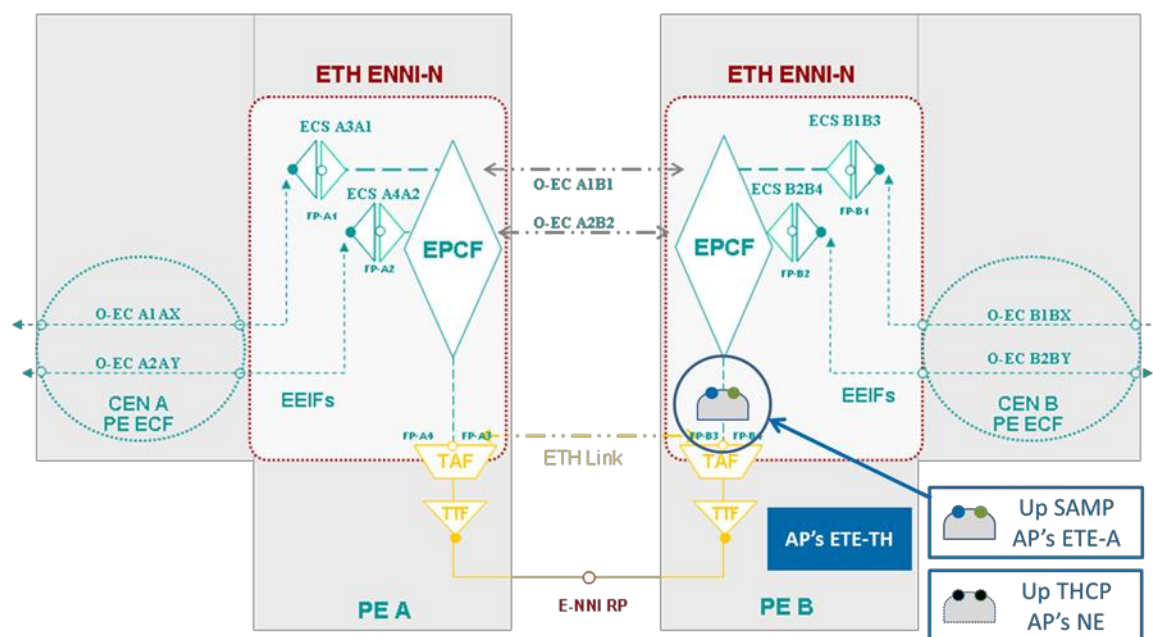 ETH ENNI-N
ETH ENNI-N
ECS A3A1
ECS B1B3
O-EC A1B1
ECS A4A2
ECS B2B4
FP-A1
FP-B1
O-EC A2B2
EPCF
EPCF
FP-A2
FP-B2
O-EC A1AX
O-EC B1BX
O-EC A2AY
O-EC B2BY
EEIFs
EEIFs
CEN A
PE ECF
CEN B
PE ECF
FP-A4
FP-A3
FP-B3
ETH Link
TAF
TAF
TTF
TTF
Up SAMP
AP's ETE-A
AP's ETE-TH
E-NNI RP
PE A
PE B
Up THCP
AP's NE